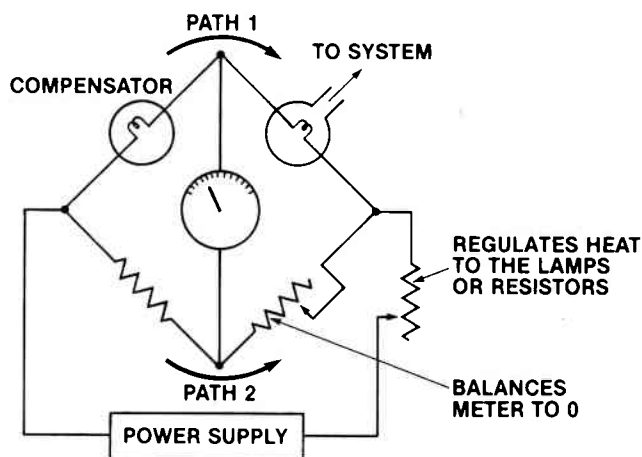 PATH 1
TO SYSTEM
COMPENSATOR
REGULATES HEAT
TO THE LAMPS
OR RESISTORS
PATH 2
BALANCES
METER TO 0
POWER SUPPLY